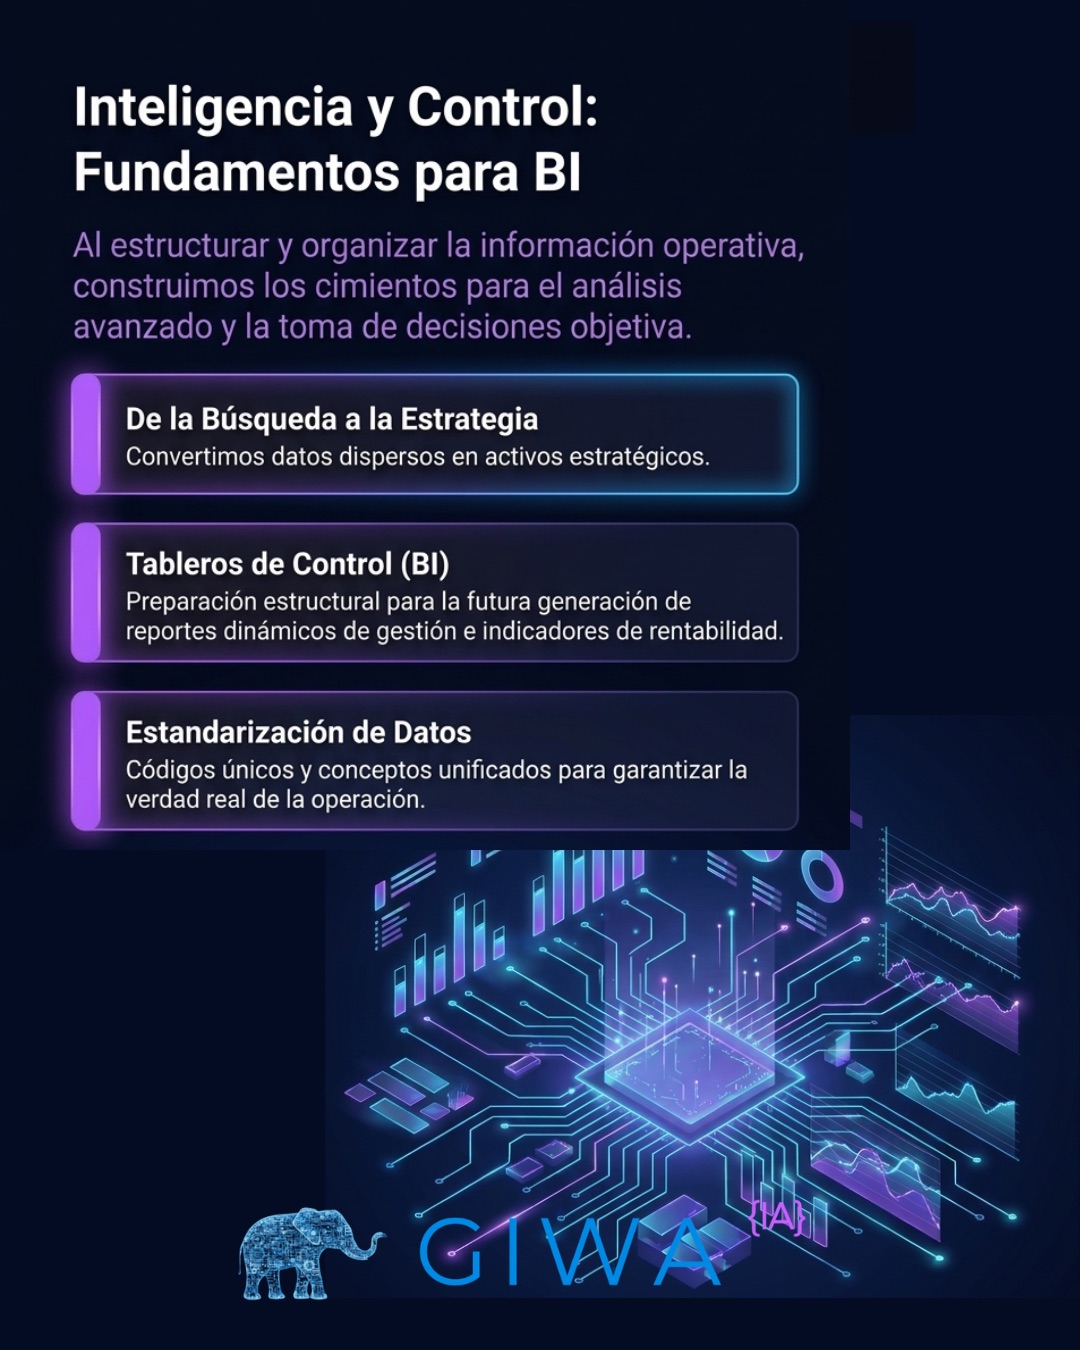 Inteligencia y Control:
Fundamentos para BI
Al estructurar y organizar la información operativa,
construimos los cimientos para el análisis
avanzado y la toma de decisiones objetiva.
De la Búsqueda a la Estrategia
Convertimos datos dispersos en activos estratégicos.
Tableros de Control (BI)
Preparación estructural para la futura generación de
reportes dinámicos de gestión e indicadores de rentabilidad.
Estandarización de Datos
Códigos únicos y conceptos unificados para garantizar la
verdad real de la operación.
GIWA {IA}